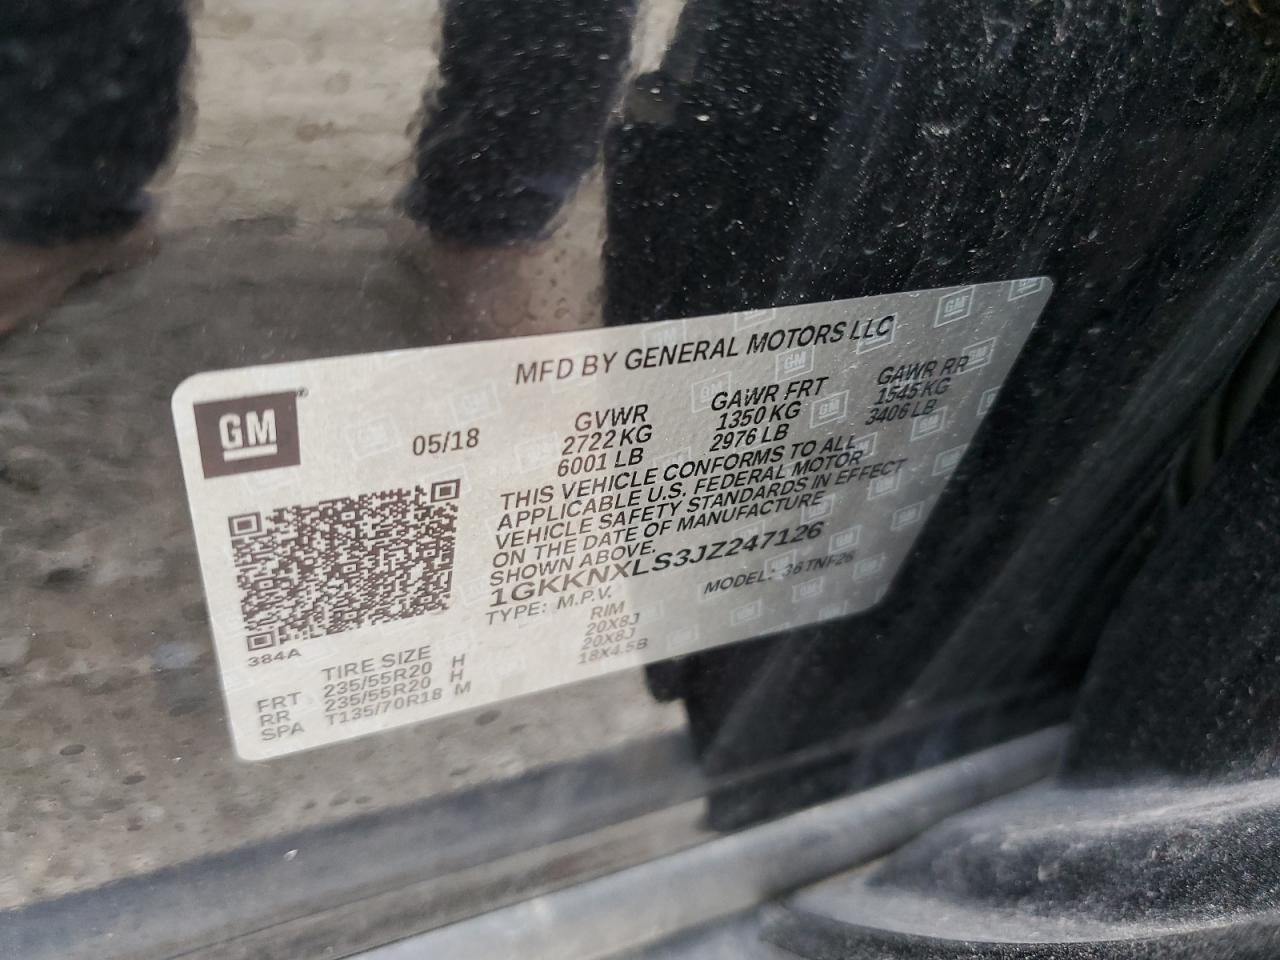 MFD BY GENERAL MOTORS LLC
GM
05/18
GVWR GAWR FRT GAWR RR
2722 KG 1350 KG 1545 KG
6001 LB 2976 LB 3406 LB
THIS VEHICLE CONFORMS TO ALL
APPLICABLE U.S. FEDERAL MOTOR
VEHICLE SAFETY STANDARDS IN EFFECT
ON THE DATE OF MANUFACTURE
SHOWN ABOVE.
1GKKNXLS3JZ247126
TYPE: M.P.V. MODEL: 36 TNF26
384A
TIRE SIZE RIM
FRT 235/55R20 H 20X8J
RR 235/55R20 H 20X8J
SPA T135/70R18 M 18X4.5B